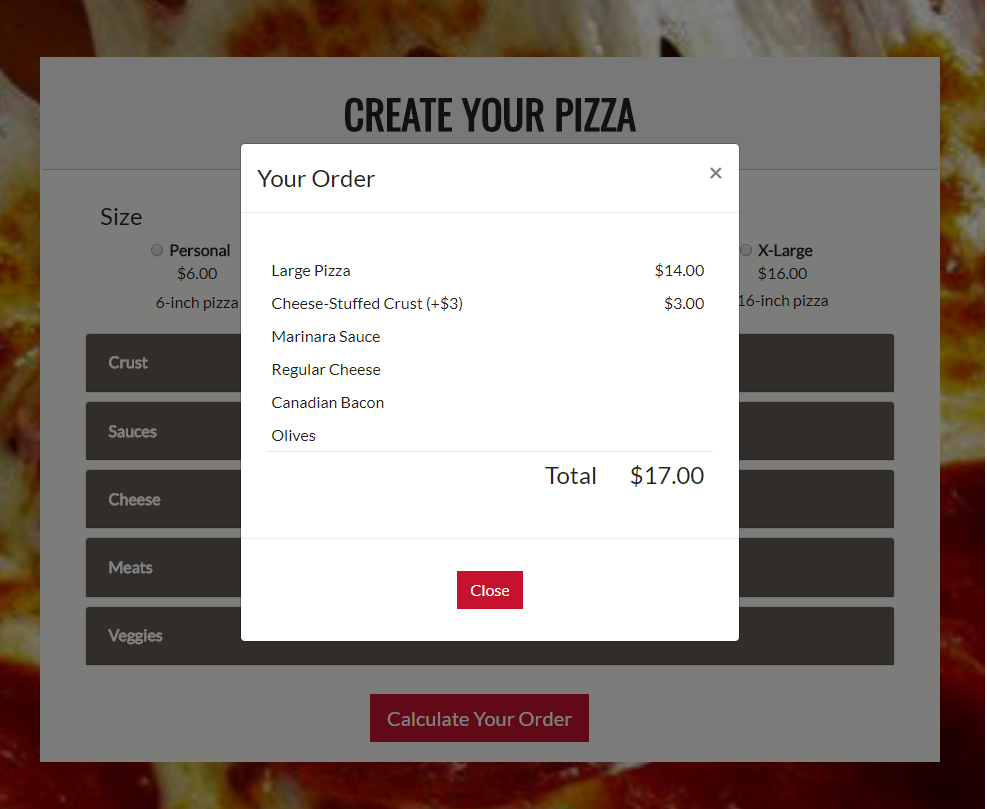 CREATE YOUR PIZZA
Your Order ×
Size
Personal
$6.00
6-inch pizza
X-Large
$16.00
16-inch pizza
Large Pizza $14.00
Cheese-Stuffed Crust (+$3) $3.00
Marinara Sauce
Regular Cheese
Canadian Bacon
Olives
Total $17.00
Close
Crust
Sauces
Cheese
Meats
Veggies
Calculate Your Order